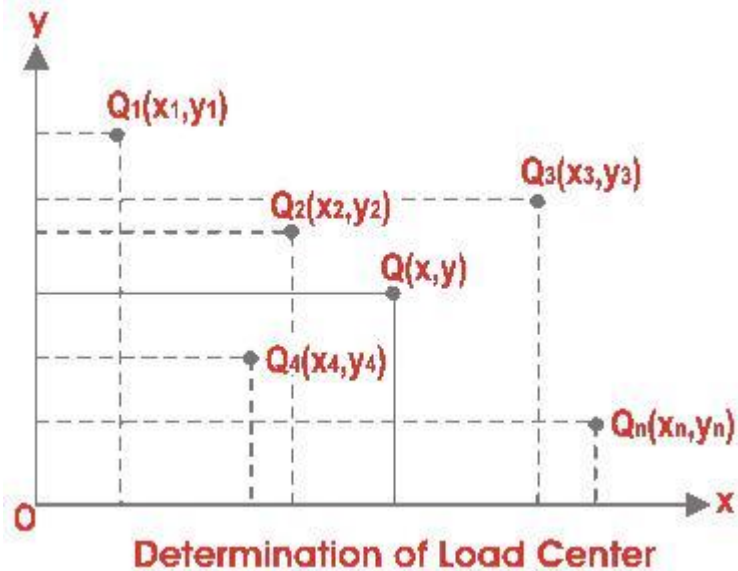 y
Q1(x1,y1)
Q3(x3,y3)
Q2(x2,y2)
Q(x,y)
Q4(x4,y4)
Qn(xn,yn)
O
x
Determination of Load Center